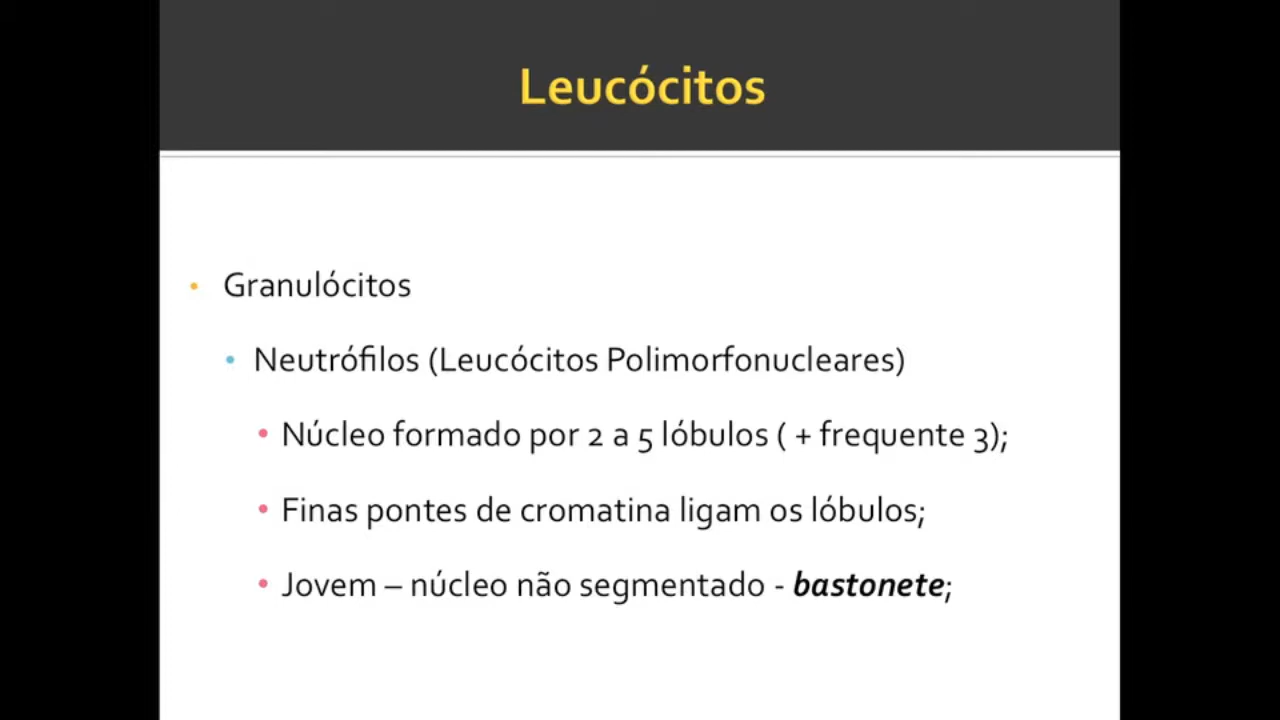 Leucócitos
• Granulócitos
• Neutrófilos (Leucócitos Polimorfonucleares)
• Núcleo formado por 2 a 5 lóbulos ( + frequente 3);
• Finas pontes de cromatina ligam os lóbulos;
• Jovem – núcleo não segmentado - bastonete;